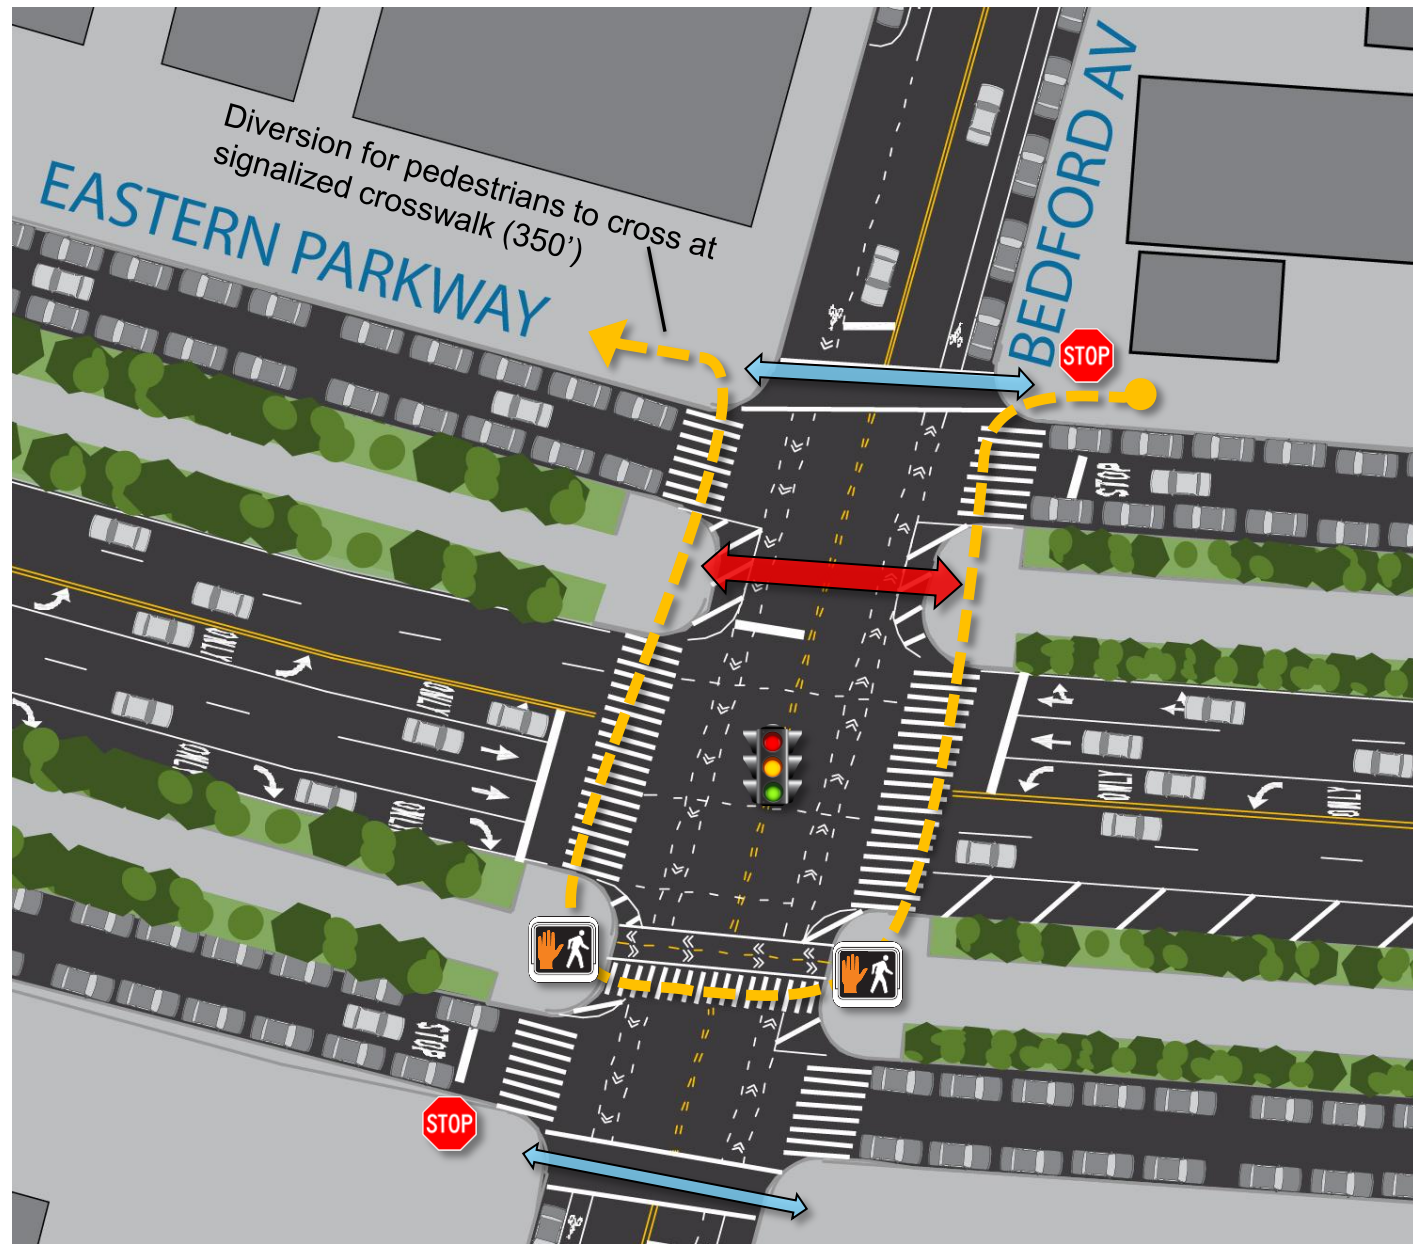 Diversion for pedestrians to cross at
signalized crosswalk (350’)
EASTERN PARKWAY
BEDFORD AV
STOP
STOP
ONLY
ONLY
ONLY
ONLY
ONLY
ONLY
STOP
STOP